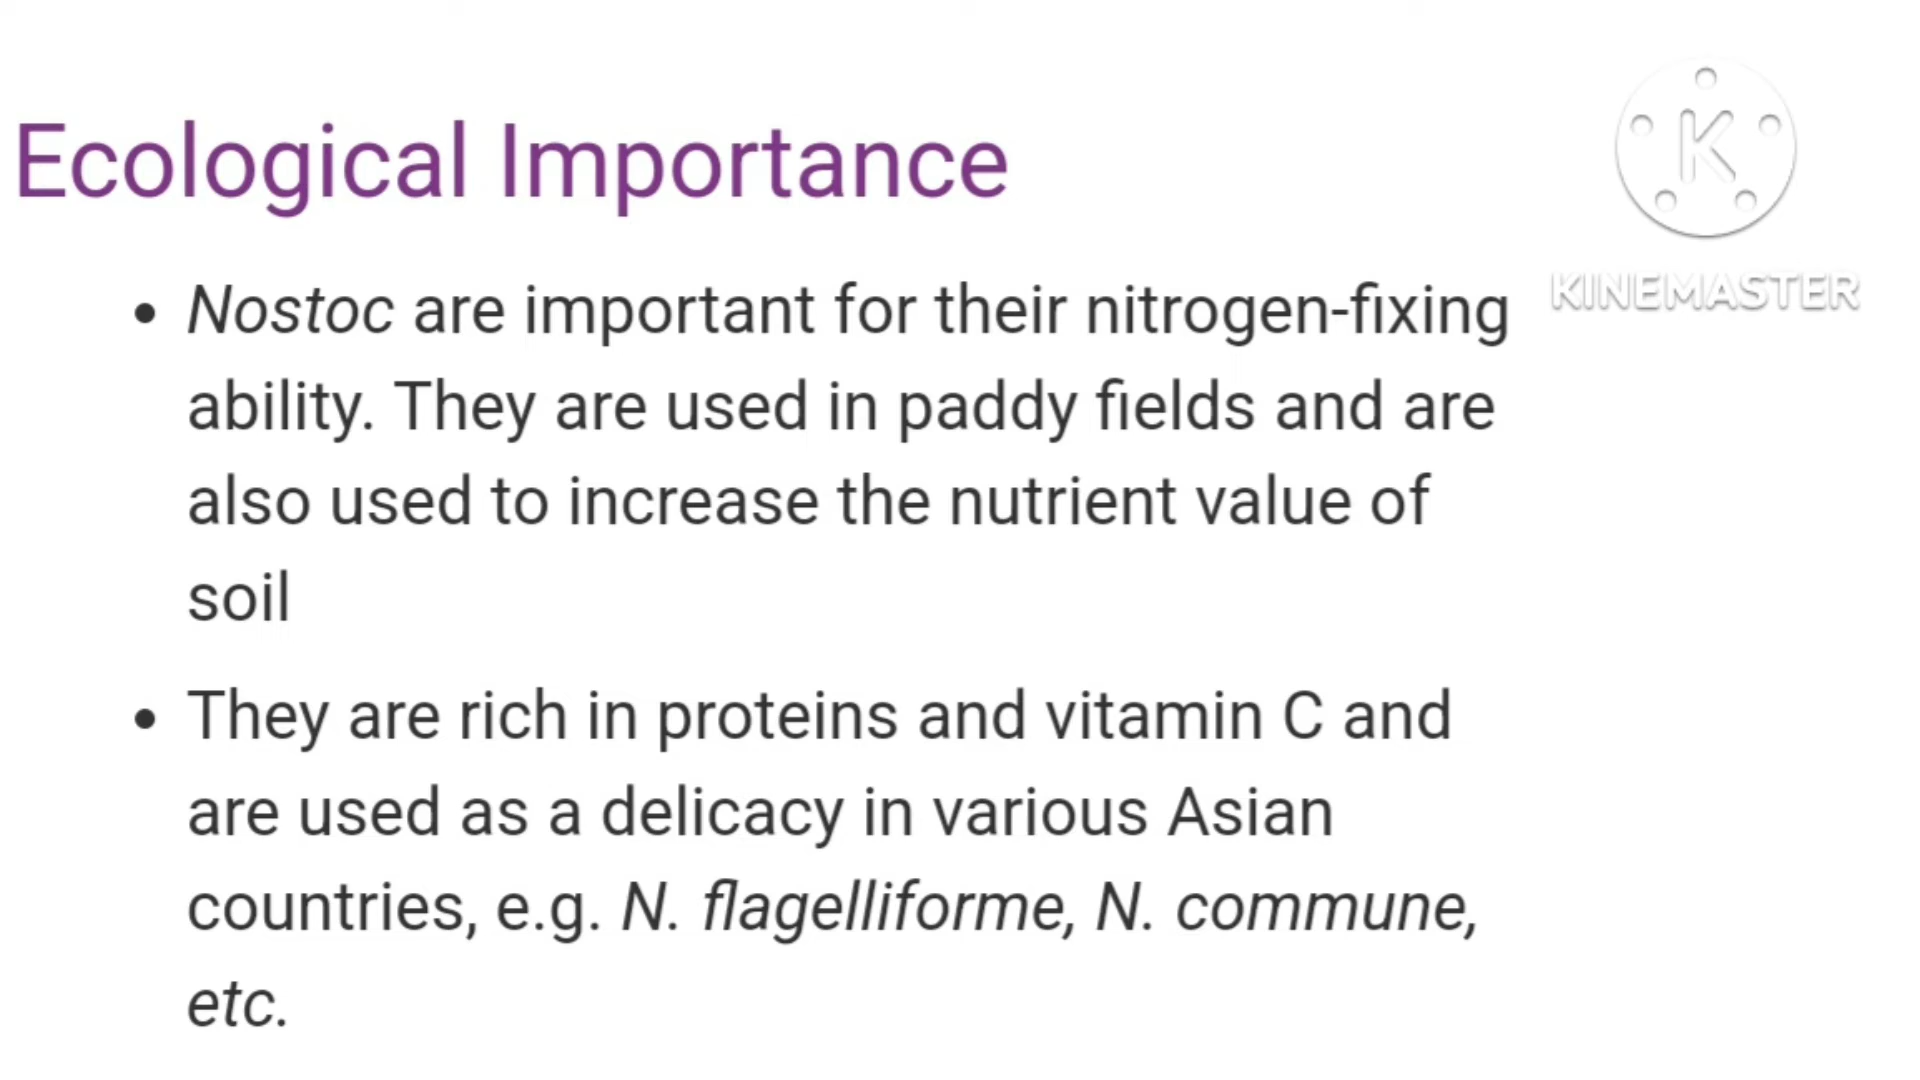 Ecological Importance
K
KINEMASTER
• Nostoc are important for their nitrogen-fixing
ability. They are used in paddy fields and are
also used to increase the nutrient value of
soil
• They are rich in proteins and vitamin C and
are used as a delicacy in various Asian
countries, e.g. N. flagelliforme, N. commune,
etc.